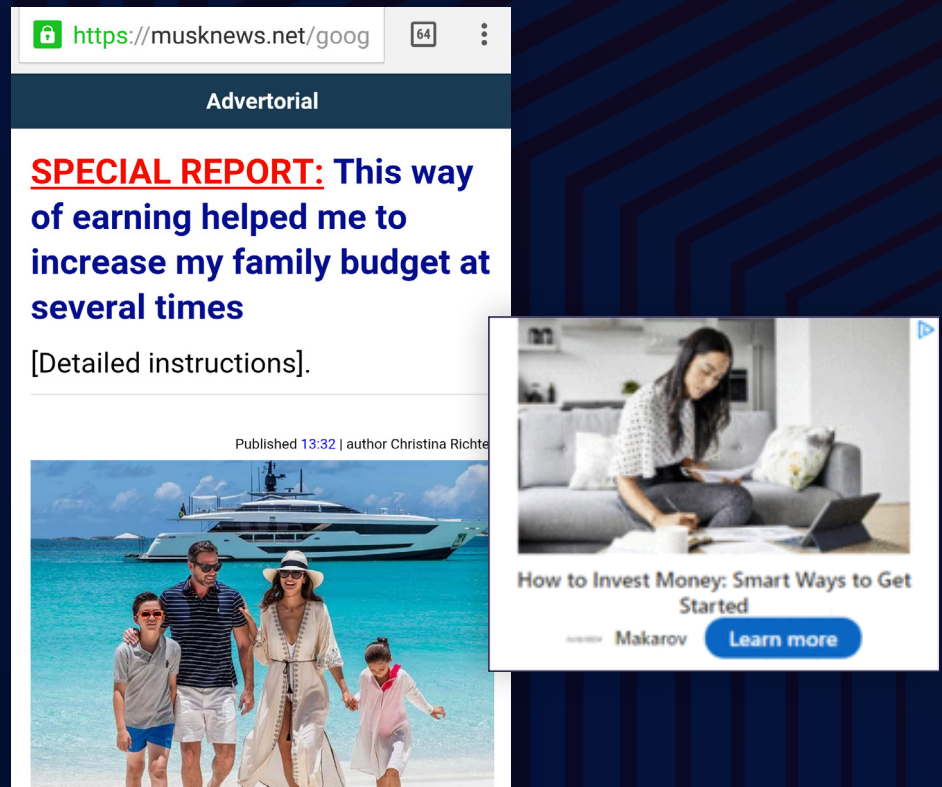 https://musknews.net/goog
64
Advertorial
SPECIAL REPORT: This way
of earning helped me to
increase my family budget at
several times
[Detailed instructions].
Published 13:32 | author Christina Richte
How to Invest Money: Smart Ways to Get
Started
Makarov
Learn more